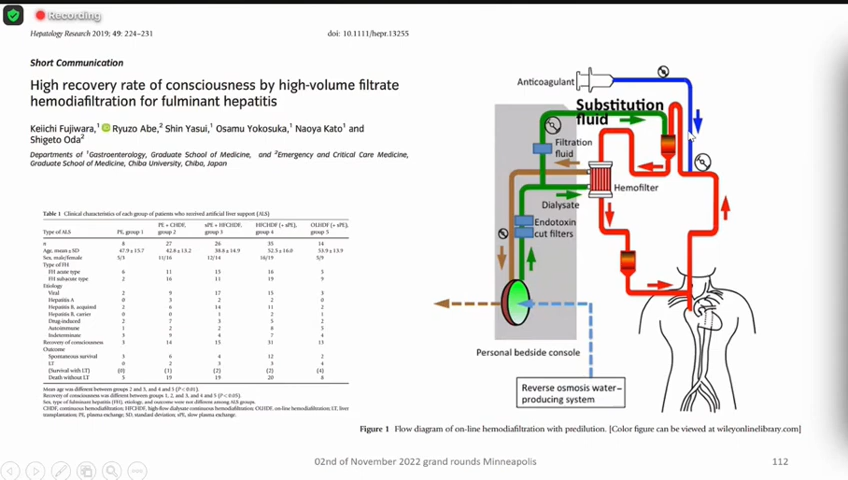 Recording
Hepatology Research 2019; 49: 224–231
doi: 10.1111/hepr.13255
Short Communication
High recovery rate of consciousness by high-volume filtrate
hemodiafiltration for fulminant hepatitis
Keiichi Fujiwara,1 Ryuzo Abe,2 Shin Yasui,1 Osamu Yokosuka,1 Naoya Kato1 and
Shigeto Oda2
Departments of 1Gastroenterology, Graduate School of Medicine, and 2Emergency and Critical Care Medicine,
Graduate School of Medicine, Chiba University, Chiba, Japan
Table 1 Clinical characteristics of each group of patients who received artificial liver support (ALS)
Type of ALS PE, group 1 PE + CHDF, group 2 sPE + HFCHDF, group 3 HFCHDF (+ sPE), group 4 OLHDF (+ sPE), group 5
n 8 27 26 35 14
Age, mean ± SD 47.9 ± 15.7 42.8 ± 13.2 38.8 ± 14.9 52.5 ± 16.0 53.9 ± 13.9
Sex, male/female 5/3 11/16 12/14 16/19 5/9
Type of FH
FH acute type 6 11 15 16 5
FH subacute type 2 16 11 19 9
Etiology
Viral 2 9 17 15 3
Hepatitis A 0 3 2 2 0
Hepatitis B, acquired 2 6 14 11 2
Hepatitis B, carrier 0 0 1 2 1
Drug-induced 2 7 3 5 2
Autoimmune 1 2 2 8 5
Indeterminate 3 9 4 7 4
Recovery of consciousness 3 14 15 31 13
Outcome
Spontaneous survival 3 6 4 12 2
LT 0 2 3 3 4
(Survival with LT) (0) (1) (2) (2) (4)
Death without LT 5 19 19 20 8
Mean age was different between groups 2 and 3, and 4 and 5 (P < 0.01).
Recovery of consciousness was different between groups 1, 2, and 3, and 4 and 5 (P < 0.05).
Sex, type of fulminant hepatitis (FH), etiology, and outcome were not different among ALS groups.
CHDF, continuous hemodiafiltration; HFCHDF, high-flow dialysate continuous hemodiafiltration; OLHDF, on-line hemodiafiltration; LT, liver
transplantation; PE, plasma exchange; SD, standard deviation; sPE, slow plasma exchange.
Anticoagulant
Substitution
fluid
Filtration
fluid
Hemofilter
Dialysate
Endotoxin
cut filters
Personal bedside console
Reverse osmosis water–
producing system
Figure 1 Flow diagram of on-line hemodiafiltration with predilution. [Color figure can be viewed at wileyonlinelibrary.com]
02nd of November 2022 grand rounds Minneapolis
112